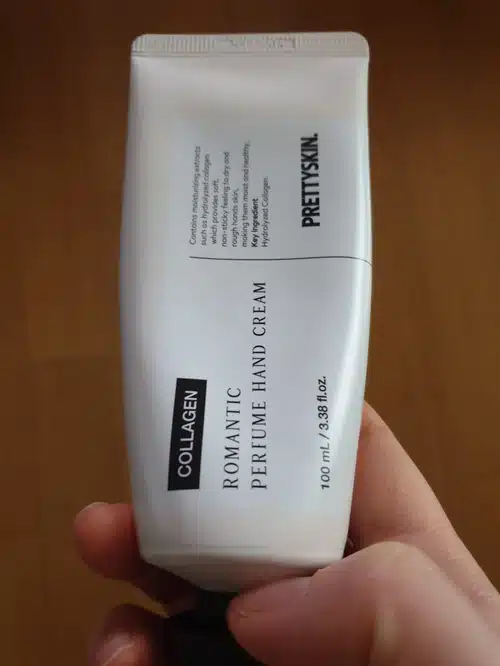 PRETTYSKIN.
Contains moisturizing extracts
such as hydrolyzed collagen
which provides soft,
non-sticky feeling to dry and
rough hands skin,
making them moist and healthy.
Key Ingredient
Hydrolyzed Collagen
COLLAGEN
ROMANTIC
PERFUME HAND CREAM
100 mL / 3.38 fl.oz.